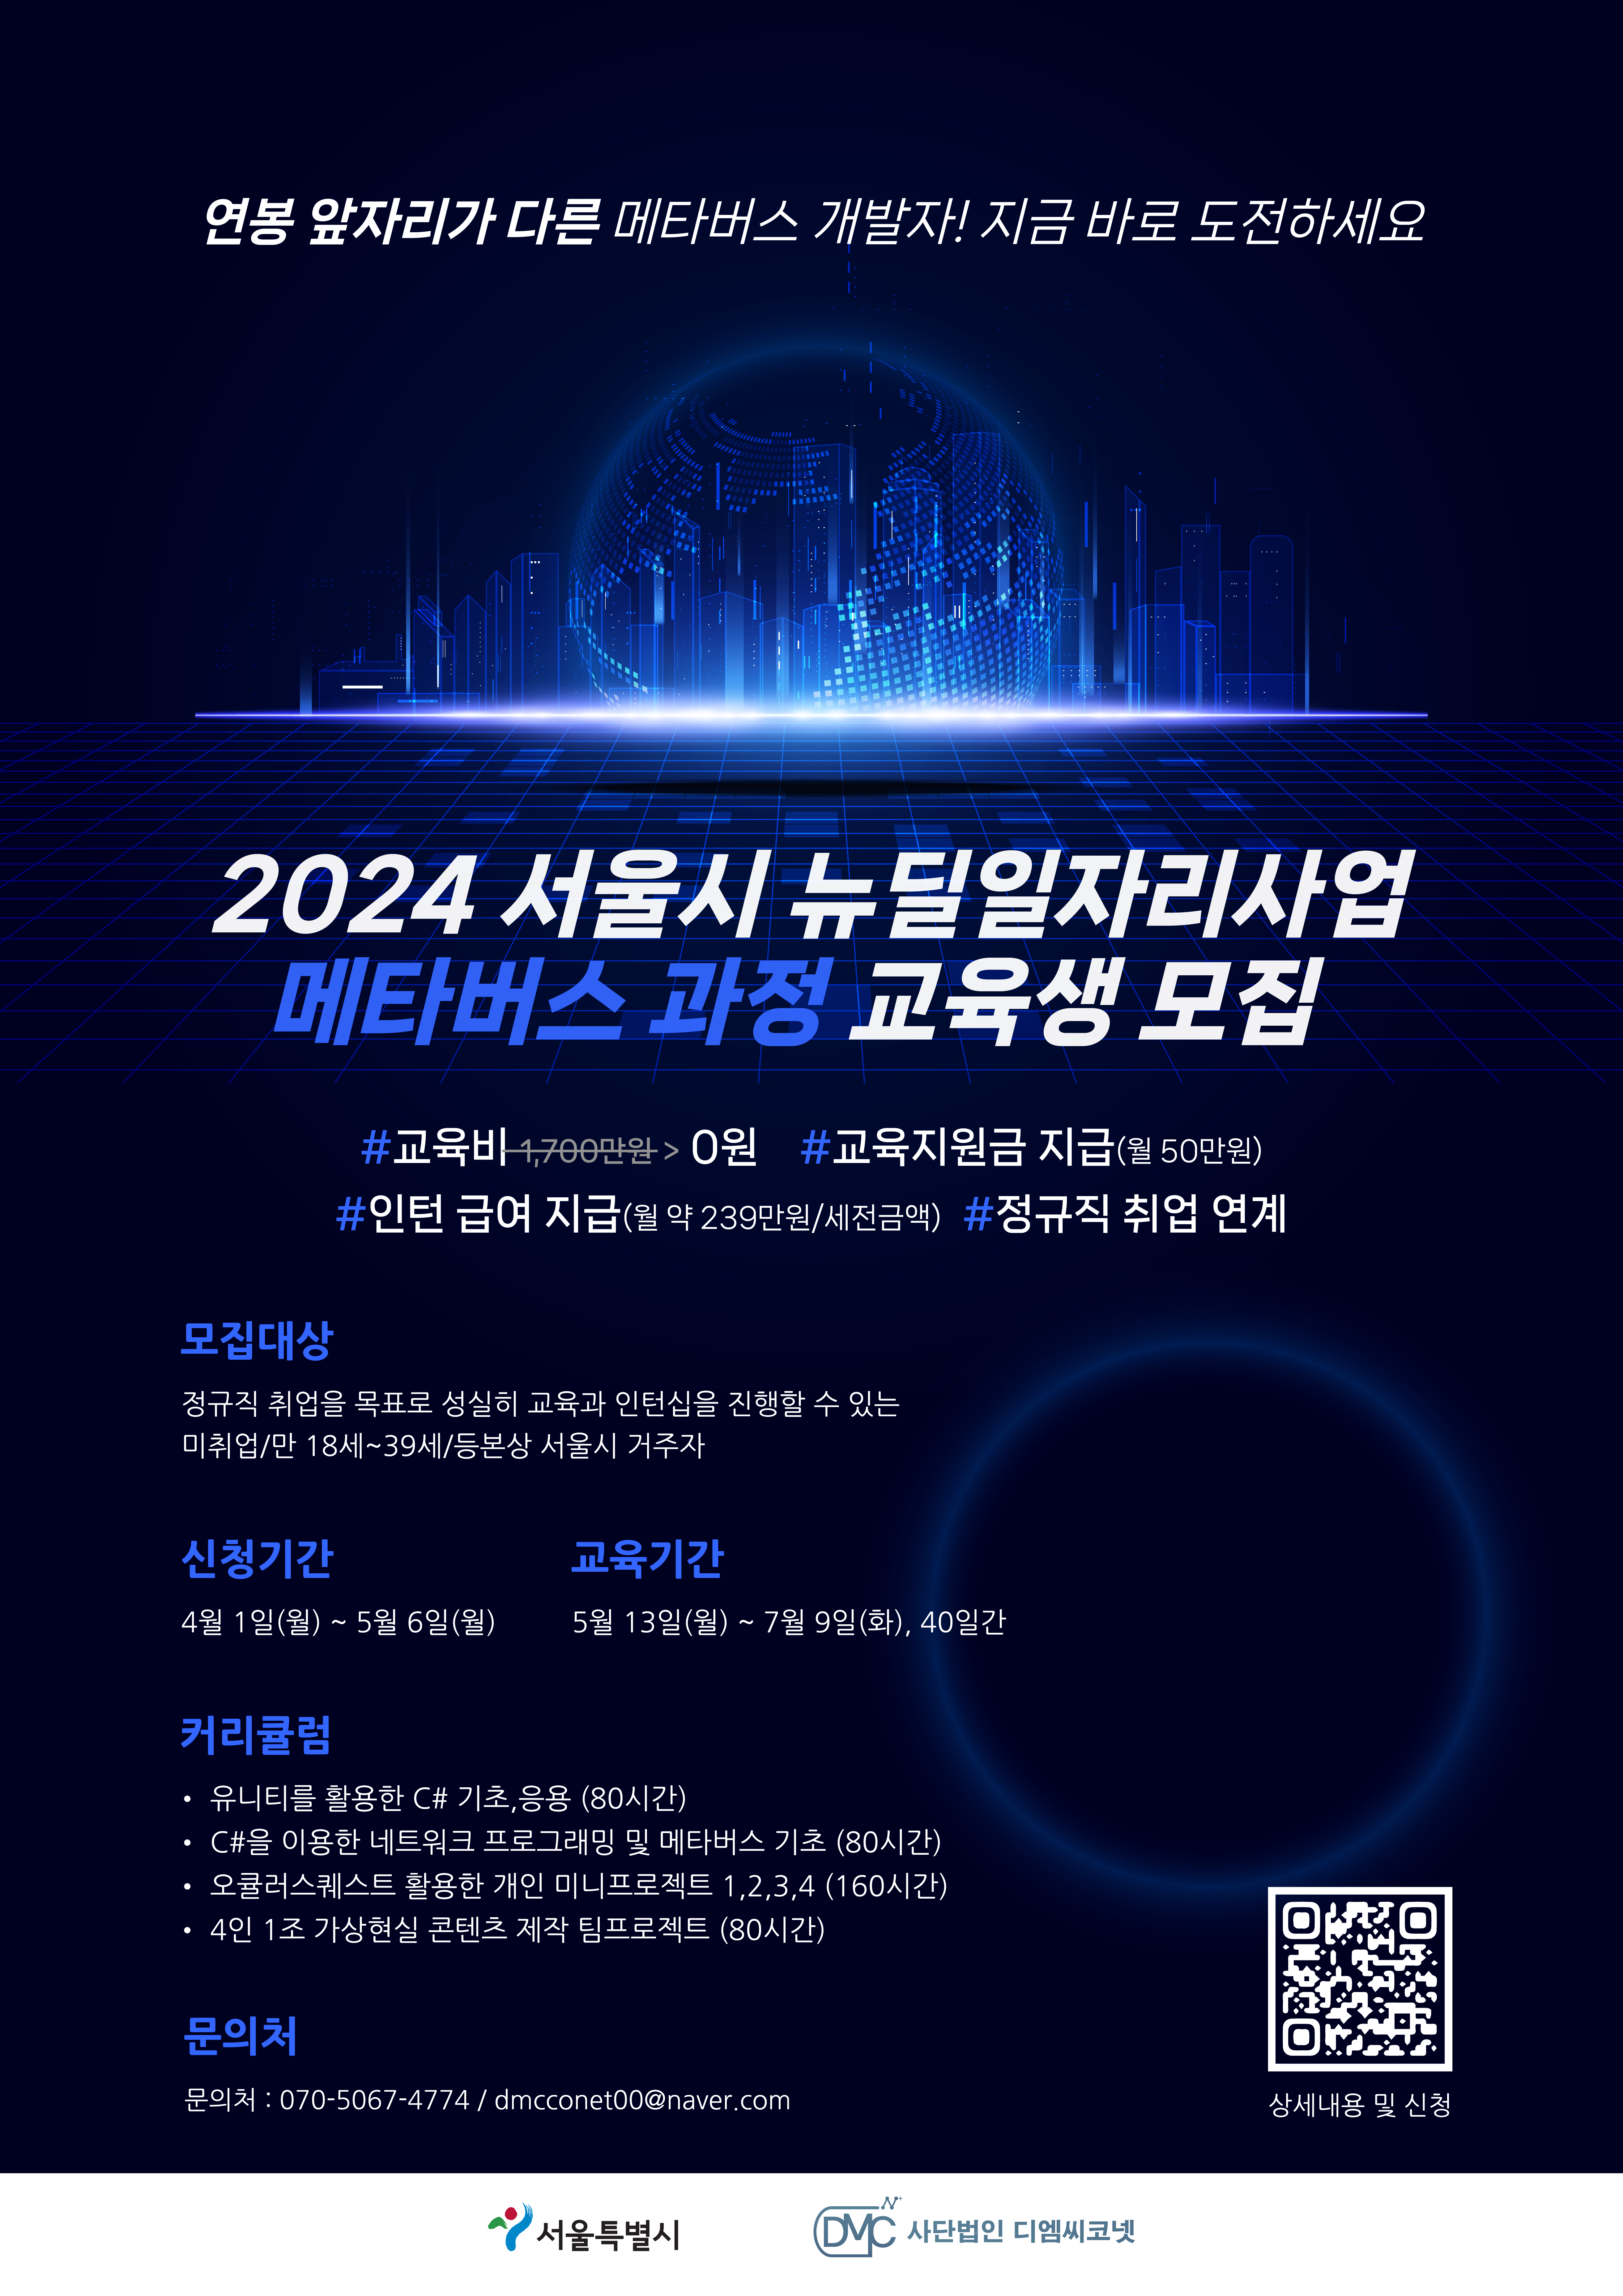 연봉 앞자리가 다른 메타버스 개발자! 지금 바로 도전하세요
2024 서울시 뉴딜일자리사업
메타버스 과정 교육생 모집
#교육비 1,700만원 > 0원 #교육지원금 지급(월 50만원)
#인턴 급여 지급(월 약 239만원/세전금액) #정규직 취업 연계
모집대상
정규직 취업을 목표로 성실히 교육과 인턴십을 진행할 수 있는
미취업/만 18세~39세/등본상 서울시 거주자
신청기간
4월 1일(월) ~ 5월 6일(월)
교육기간
5월 13일(월) ~ 7월 9일(화), 40일간
커리큘럼
• 유니티를 활용한 C# 기초,응용 (80시간)
• C#을 이용한 네트워크 프로그래밍 및 메타버스 기초 (80시간)
• 오큘러스퀘스트 활용한 개인 미니프로젝트 1,2,3,4 (160시간)
• 4인 1조 가상현실 콘텐츠 제작 팀프로젝트 (80시간)
문의처
문의처 : 070-5067-4774 / dmcconet00@naver.com
상세내용 및 신청
서울특별시
DMC 사단법인 디엠씨코넷